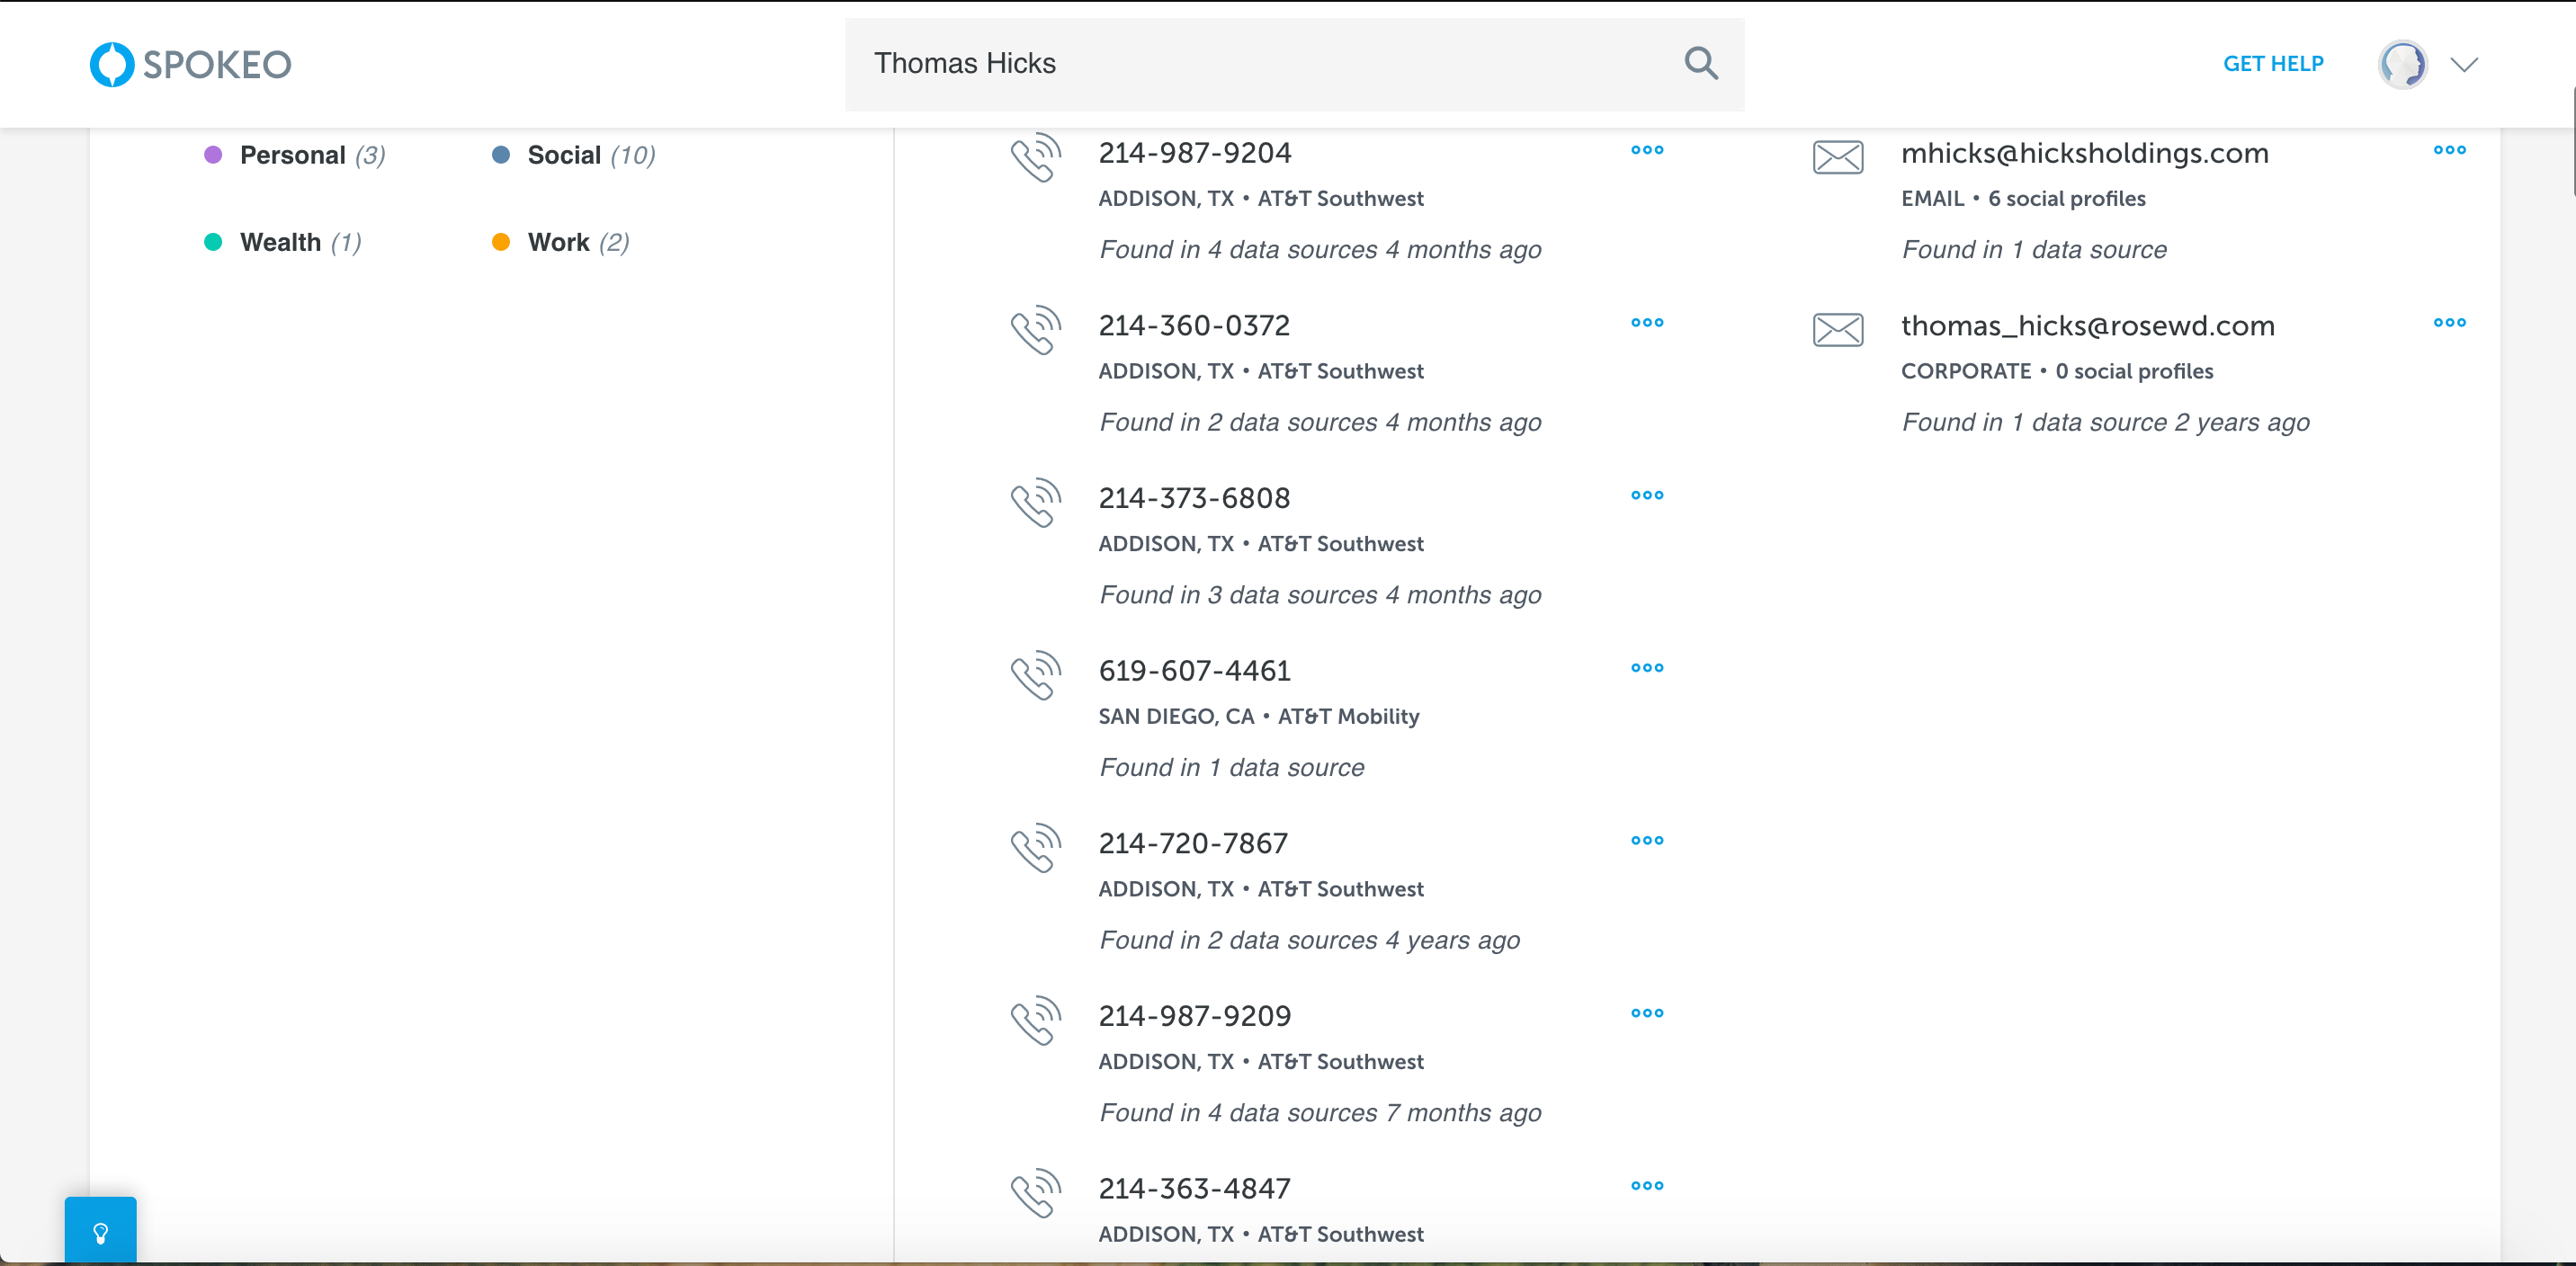 SPOKEO
Thomas Hicks
GET HELP
Personal (3)
Social (10)
Wealth (1)
Work (2)
214-987-9204
ADDISON, TX • AT&T Southwest
Found in 4 data sources 4 months ago
214-360-0372
ADDISON, TX • AT&T Southwest
Found in 2 data sources 4 months ago
214-373-6808
ADDISON, TX • AT&T Southwest
Found in 3 data sources 4 months ago
619-607-4461
SAN DIEGO, CA • AT&T Mobility
Found in 1 data source
214-720-7867
ADDISON, TX • AT&T Southwest
Found in 2 data sources 4 years ago
214-987-9209
ADDISON, TX • AT&T Southwest
Found in 4 data sources 7 months ago
214-363-4847
ADDISON, TX • AT&T Southwest
mhicks@hicksholdings.com
EMAIL • 6 social profiles
Found in 1 data source
thomas_hicks@rosewd.com
CORPORATE • 0 social profiles
Found in 1 data source 2 years ago